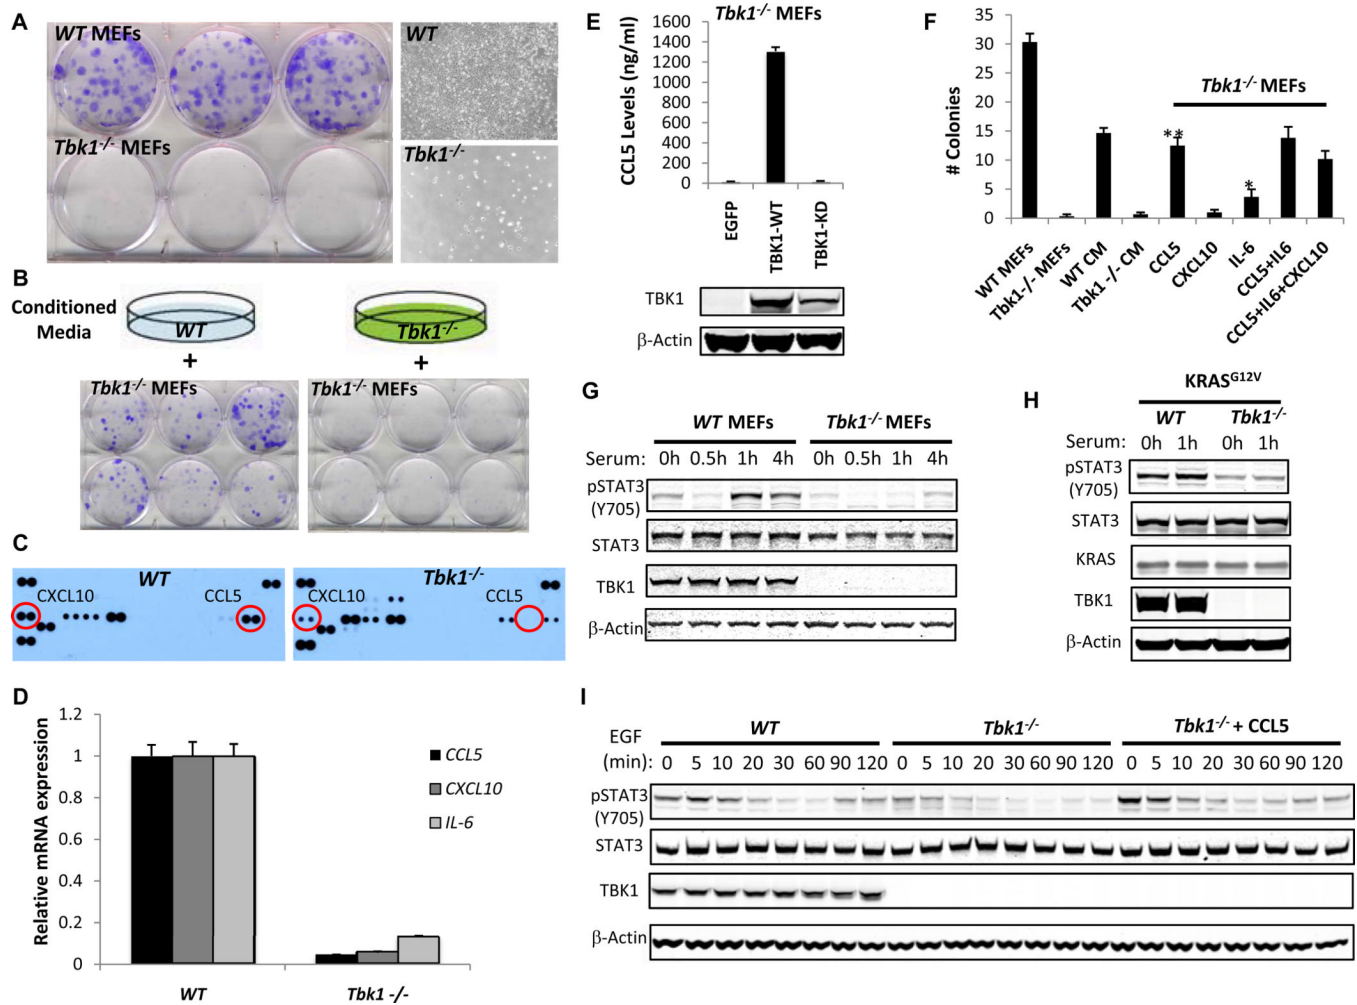 A
WT MEFs
Tbk1-/- MEFs
WT
Tbk1-/-
B
Conditioned
Media
WT
Tbk1-/-
+
+
Tbk1-/- MEFs
Tbk1-/- MEFs
C
WT
CXCL10
CCL5
Tbk1-/-
CXCL10
CCL5
D
Relative mRNA expression
1.2
1
0.8
0.6
0.4
0.2
0
CCL5
CXCL10
IL-6
WT
Tbk1 -/-
E
Tbk1-/- MEFs
CCL5 Levels (ng/ml)
1600
1400
1200
1000
800
600
400
200
0
EGFP
TBK1-WT
TBK1-KD
TBK1
β-Actin
F
# Colonies
35
30
25
20
15
10
5
0
Tbk1-/- MEFs
**
*
WT MEFs
Tbk1-/- MEFs
WT CM
Tbk1 -/- CM
CCL5
CXCL10
IL-6
CCL5+IL6
CCL5+IL6+CXCL10
G
WT MEFs
Tbk1-/- MEFs
Serum: 0h 0.5h 1h 4h 0h 0.5h 1h 4h
pSTAT3
(Y705)
STAT3
TBK1
β-Actin
H
KRASG12V
WT Tbk1-/-
Serum: 0h 1h 0h 1h
pSTAT3
(Y705)
STAT3
KRAS
TBK1
β-Actin
I
WT
Tbk1-/-
Tbk1-/- + CCL5
EGF
(min): 0 5 10 20 30 60 90 120 0 5 10 20 30 60 90 120 0 5 10 20 30 60 90 120
pSTAT3
(Y705)
STAT3
TBK1
β-Actin